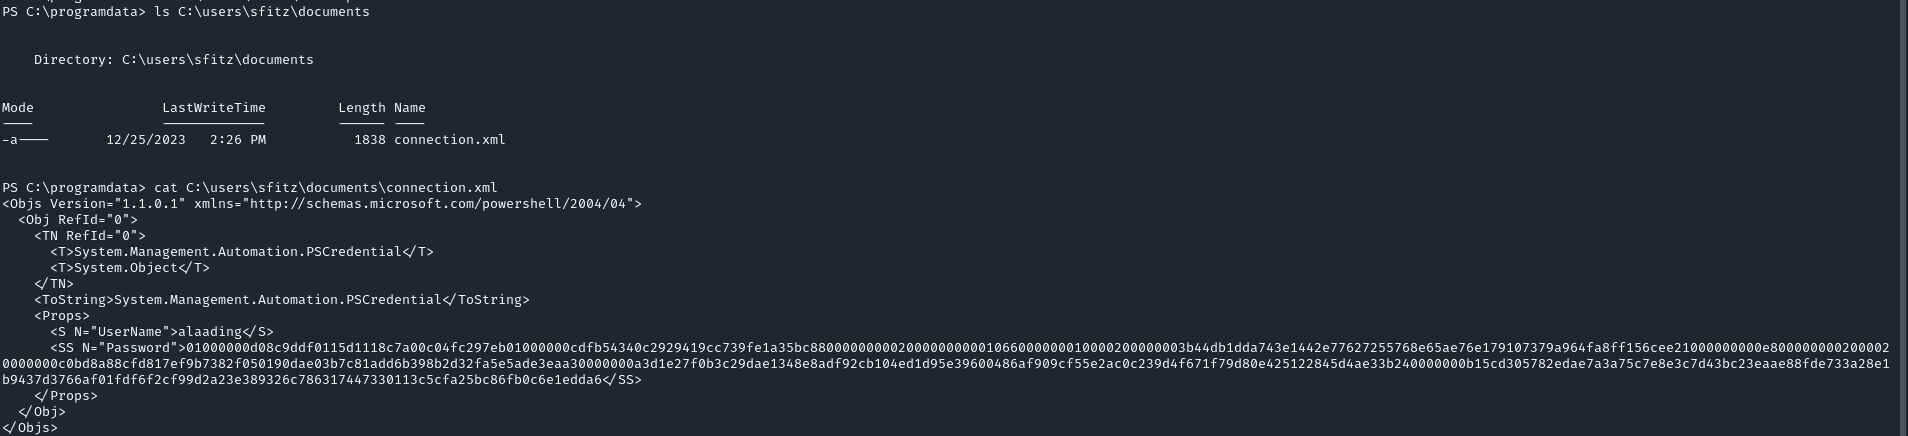 PS C:\programdata> ls C:\users\sfitz\documents
Directory: C:\users\sfitz\documents
Mode LastWriteTime Length Name
---- ------------- ------ ----
-a---- 12/25/2023 2:26 PM 1838 connection.xml
PS C:\programdata> cat C:\users\sfitz\documents\connection.xml
<Objs Version="1.1.0.1" xmlns="http://schemas.microsoft.com/powershell/2004/04">
<Obj RefId="0">
<TN RefId="0">
<T>System.Management.Automation.PSCredential</T>
<T>System.Object</T>
</TN>
<ToString>System.Management.Automation.PSCredential</ToString>
<Props>
<S N="UserName">alaading</S>
<SS N="Password">01000000d08c9ddf0115d1118c7a00c04fc297eb01000000cdfb54340c2929419cc739fe1a35bc88000000000200000000001066000000010000200000003b44db1dda743e1442e77627255768e65ae76e179107379a964fa8ff156cee21000000000e8000000002000020000000c0bd8a88cfd817ef9b7382f050190dae03b7c81add6b398b2d32fa5e5ade3eaa30000000a3d1e27f0b3c29dae1348e8adf92cb104ed1d95e39600486af909cf55e2ac0c239d4f671f79d80e425122845d4ae33b240000000b15cd305782edae7a3a75c7e8e3c7d43bc23eaae88fde733a28e1b9437d3766af01fdf6f2cf99d2a23e389326c786317447330113c5cfa25bc86fb0c6e1edda6</SS>
</Props>
</Obj>
</Objs>